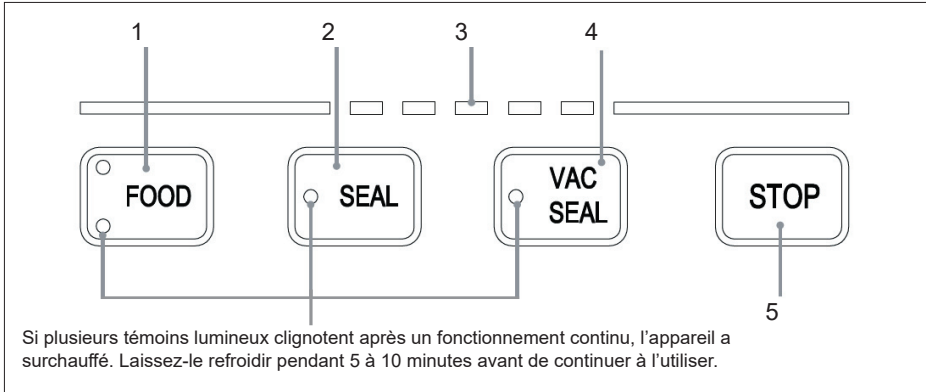 1 2 3 4
FOOD
SEAL
VAC
SEAL
STOP
5
Si plusieurs témoins lumineux clignotent après un fonctionnement continu, l’appareil a
surchauffé. Laissez-le refroidir pendant 5 à 10 minutes avant de continuer à l’utiliser.